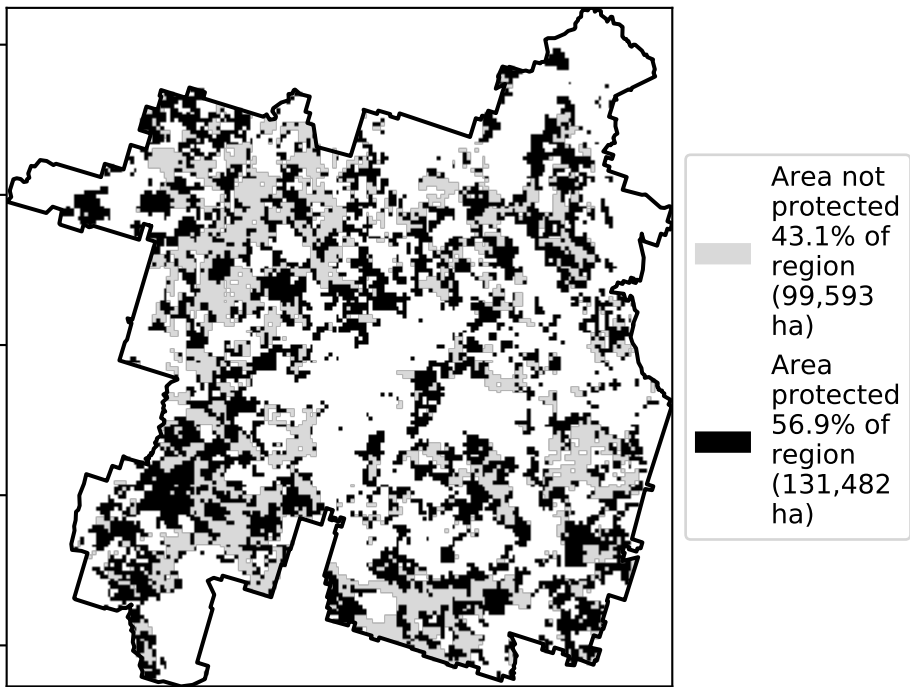 Area not
protected
43.1% of
region
(99,593
ha)
Area
protected
56.9% of
region
(131,482
ha)